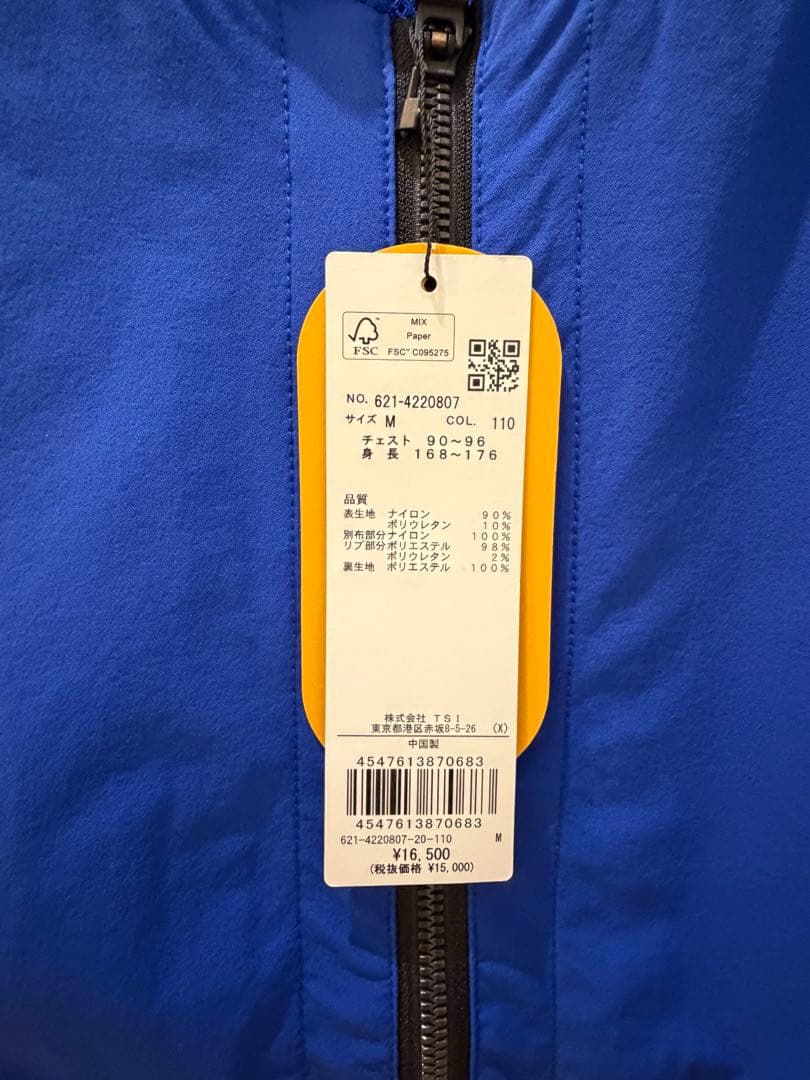 MIX
Paper
FSC™ C095275
FSC
NO. 621-4220807
サイズ M COL. 110
チェスト 90～96
身長 168～176
品質
表生地 ナイロン 90%
ポリウレタン 10%
別布部分ナイロン 100%
リブ部分ポリエステル 98%
ポリウレタン 2%
裏生地 ポリエステル 100%
株式会社 TSI
東京都港区赤坂8-5-26 (X)
中国製
4547613870683
4547613870683
621-4220807-20-110 M
¥16,500
(税抜価格 ¥15,000)